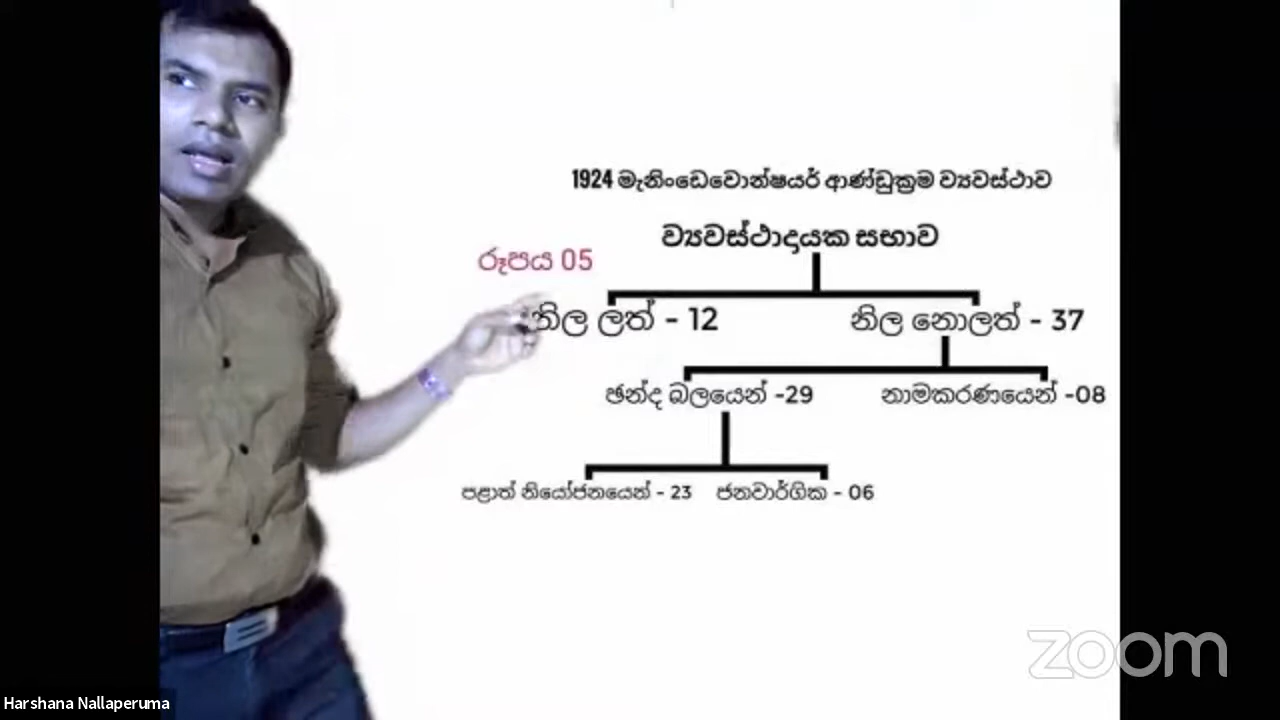 1924 මැනිංඩෙවොන්ෂයර් ආණ්ඩුක්‍රම ව්‍යවස්ථාව
ව්‍යවස්ථාදායක සභාව
රූපය 05
නිල ලත් - 12 නිල නොලත් - 37
ඡන්ද බලයෙන් -29 නාමකරණයෙන් -08
පළාත් නියෝජනයෙන් - 23 ජනවාර්ගික - 06
zoom
Harshana Nallaperuma